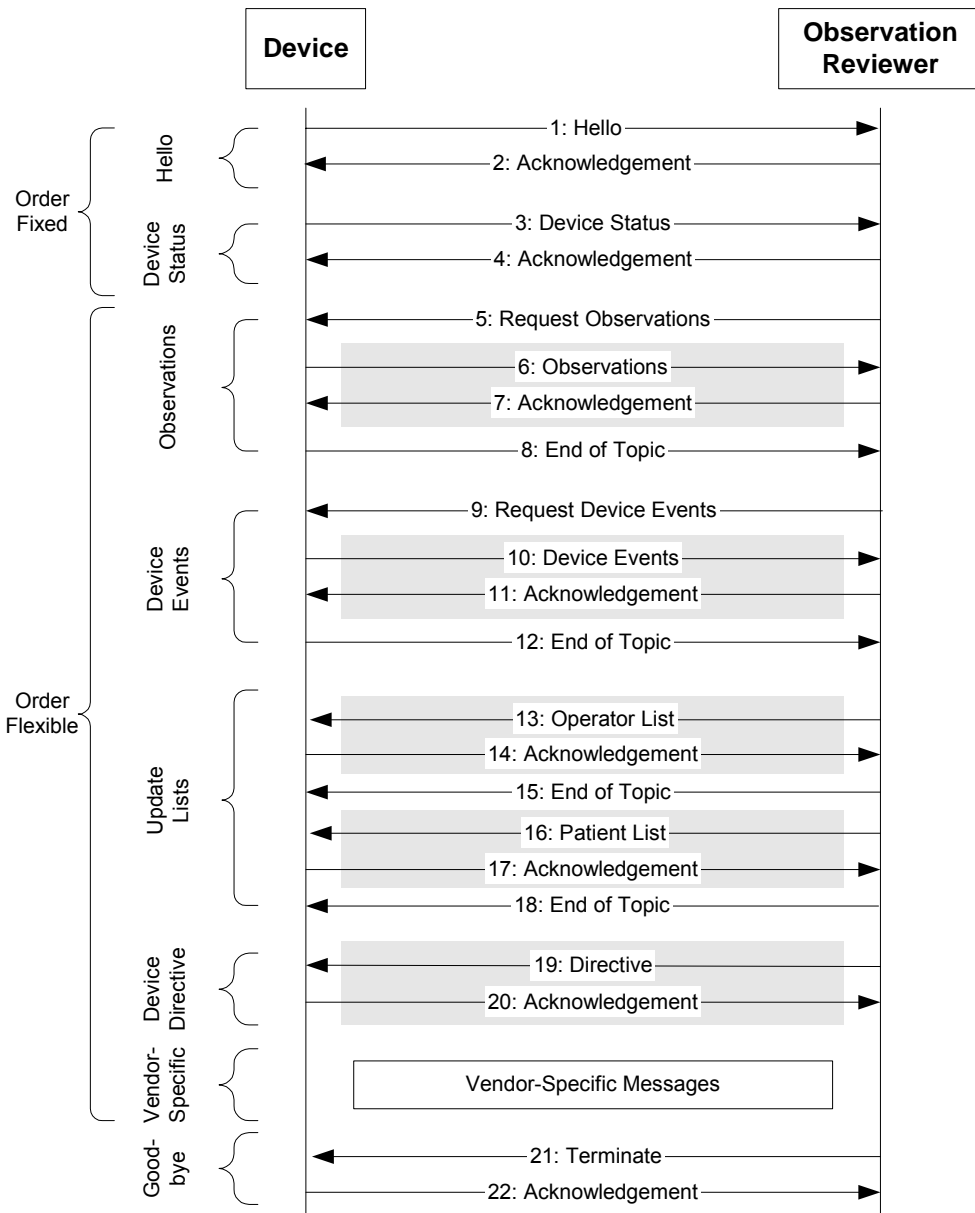 Device
Observation
Reviewer
1: Hello
2: Acknowledgement
Hello
Order
Fixed
3: Device Status
4: Acknowledgement
Device
Status
5: Request Observations
6: Observations
7: Acknowledgement
8: End of Topic
Observations
9: Request Device Events
10: Device Events
11: Acknowledgement
12: End of Topic
Device
Events
Order
Flexible
13: Operator List
14: Acknowledgement
15: End of Topic
16: Patient List
17: Acknowledgement
18: End of Topic
Update
Lists
19: Directive
20: Acknowledgement
Device
Directive
Vendor-Specific Messages
Vendor-
Specific
21: Terminate
22: Acknowledgement
Good-
bye